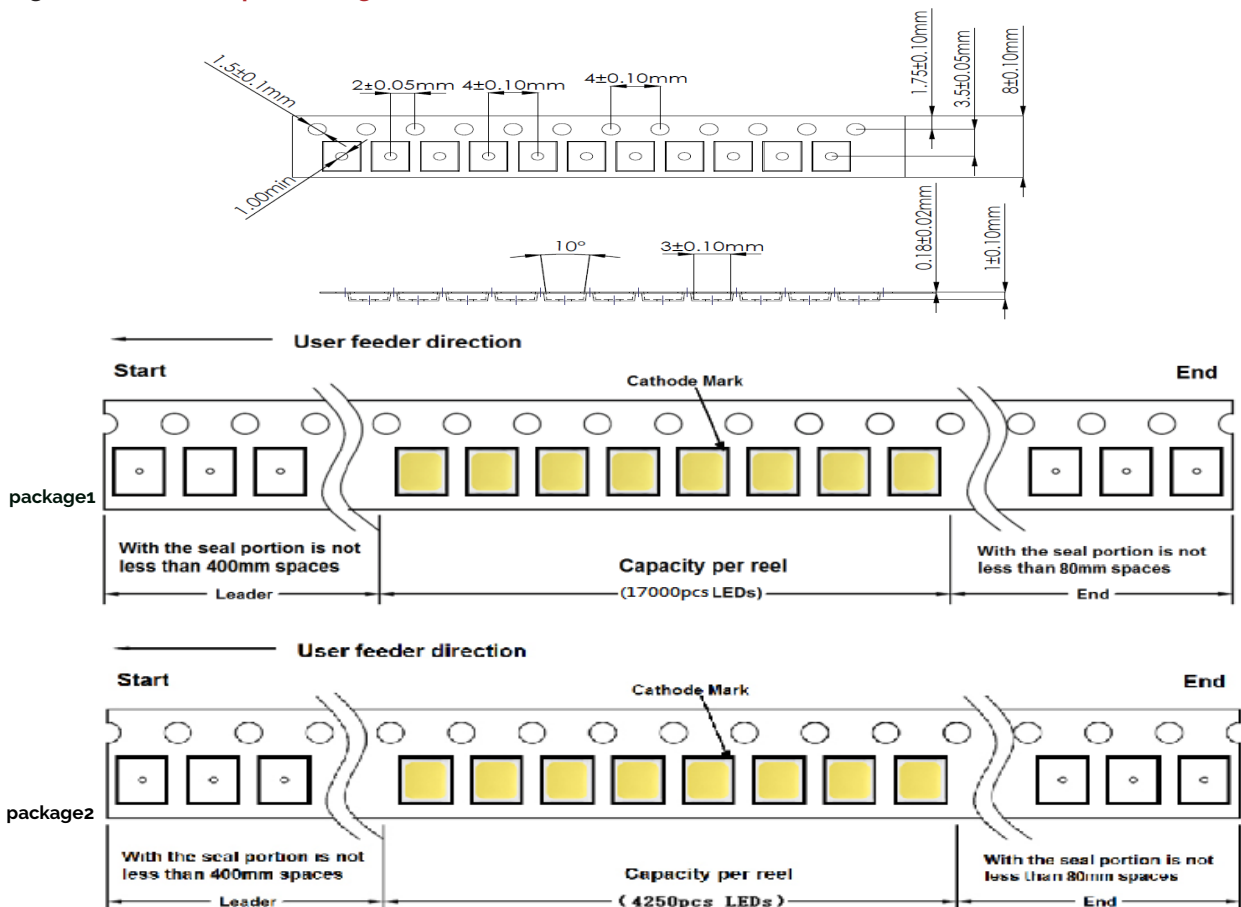 1.5±0.1mm
2±0.05mm
4±0.10mm
4±0.10mm
1.75±0.10mm
3.5±0.05mm
8±0.10mm
1.00min
10°
3±0.10mm
0.18±0.02mm
1±0.10mm
User feeder direction
Start
Cathode Mark
End
package1
With the seal portion is not
less than 400mm spaces
Capacity per reel
(17000pcs LEDs)
With the seal portion is not
less than 80mm spaces
Leader
End
User feeder direction
Start
Cathode Mark
End
package2
With the seal portion is not
less than 400mm spaces
Capacity per reel
(4250pcs LEDs)
With the seal portion is not
less than 80mm spaces
Leader
End